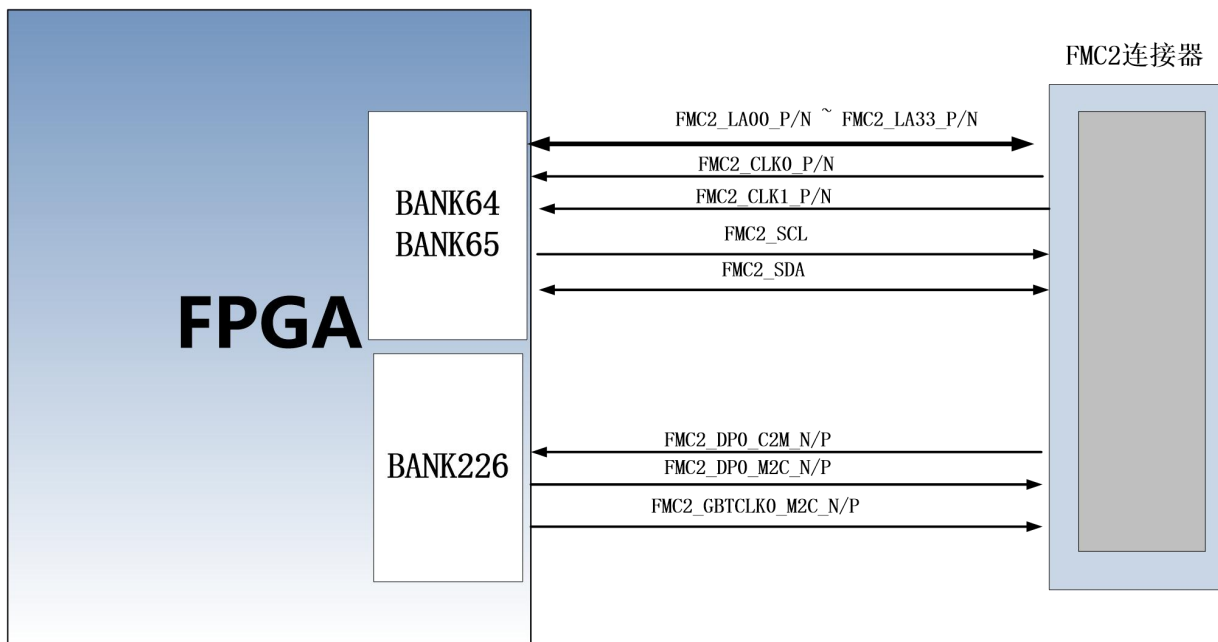 FMC2连接器
FMC2_LA00_P/N ~ FMC2_LA33_P/N
FMC2_CLK0_P/N
FMC2_CLK1_P/N
FMC2_SCL
FMC2_SDA
BANK64
BANK65
FPGA
FMC2_DP0_C2M_N/P
FMC2_DP0_M2C_N/P
FMC2_GBTCLK0_M2C_N/P
BANK226